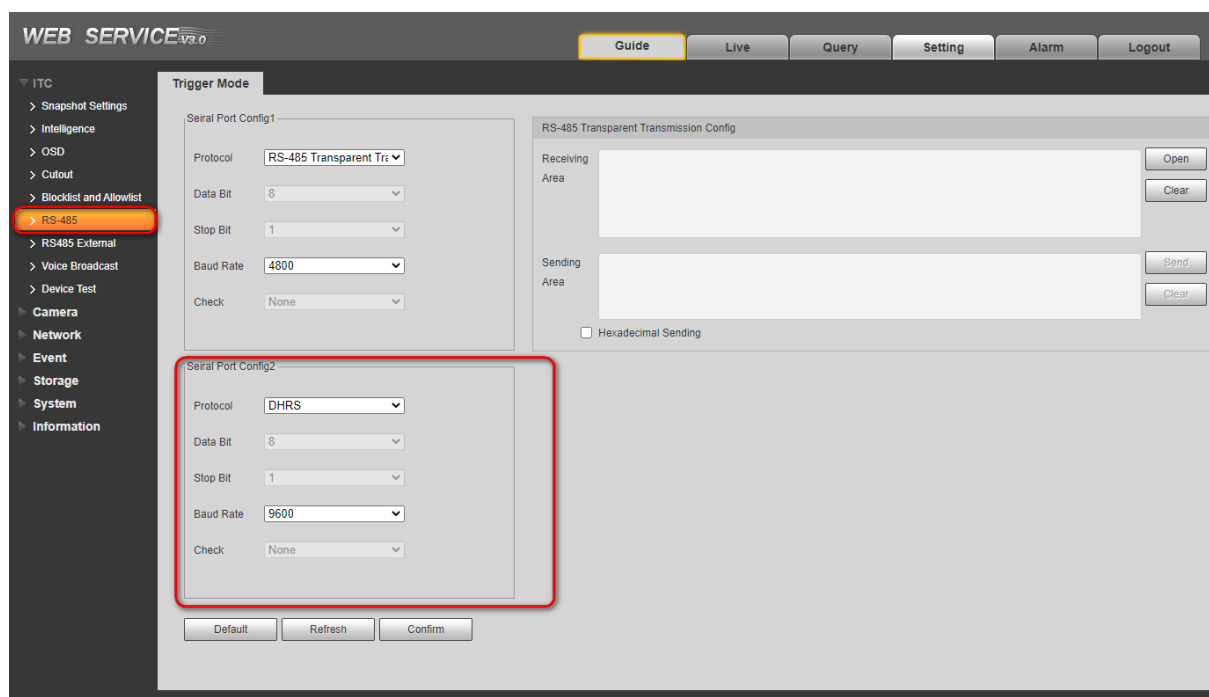 WEB SERVICE V3.0
Guide
Live
Query
Setting
Alarm
Logout
ITC
Snapshot Settings
Intelligence
OSD
Cutout
Blocklist and Allowlist
RS-485
RS485 External
Voice Broadcast
Device Test
Camera
Network
Event
Storage
System
Information
Trigger Mode
Seiral Port Config1
Protocol RS-485 Transparent Tra
Data Bit 8
Stop Bit 1
Baud Rate 4800
Check None
RS-485 Transparent Transmission Config
Receiving
Area
Open
Clear
Sending
Area
Send
Clear
Hexadecimal Sending
Seiral Port Config2
Protocol DHRS
Data Bit 8
Stop Bit 1
Baud Rate 9600
Check None
Default
Refresh
Confirm